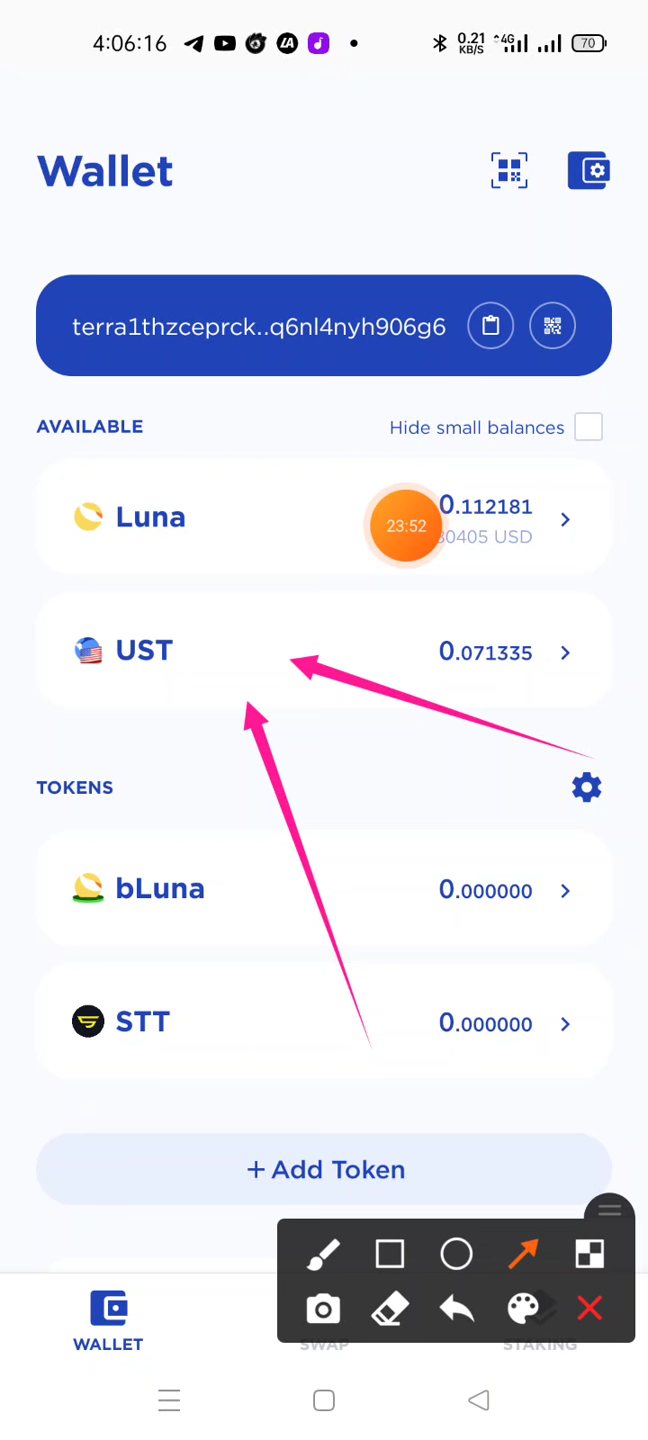 4:06:16 0.21 KB/S 4G 70
Wallet
terra1thzceprck..q6nl4nyh906g6
AVAILABLE Hide small balances
Luna 23:52 0.112181
30405 USD
UST 0.071335
TOKENS
bLuna 0.000000
STT 0.000000
+ Add Token
WALLET SWAP STAKING